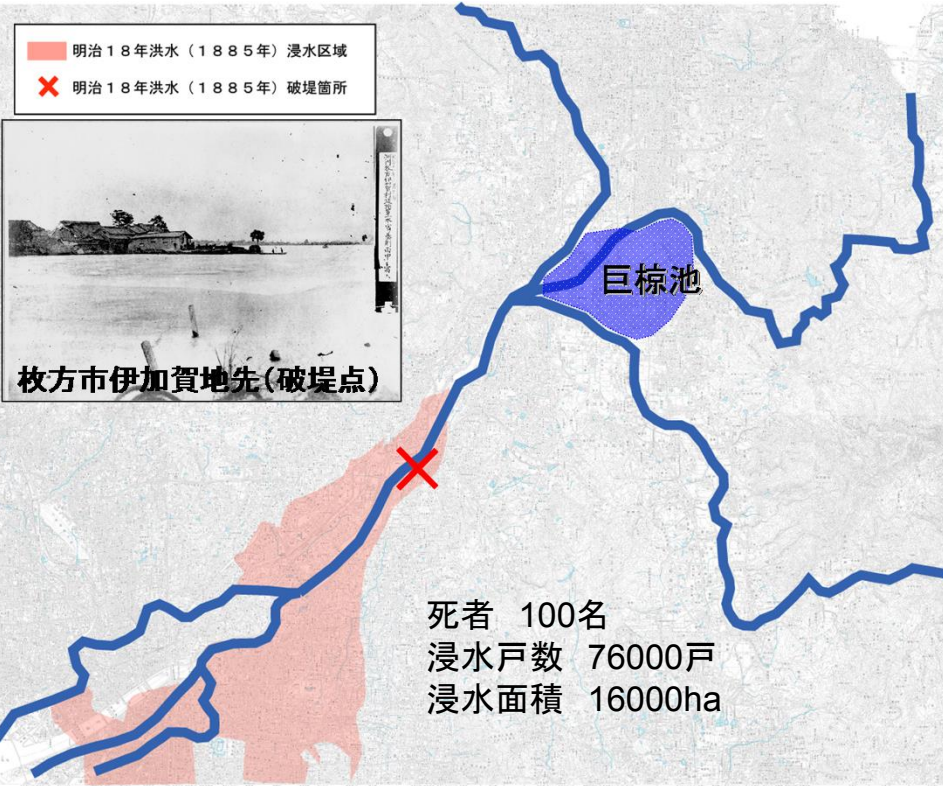 明治１８年洪水（１８８５年）浸水区域
明治１８年洪水（１８８５年）破堤箇所
枚方市伊加賀地先（破堤点）
巨椋池
死者　100名
浸水戸数　76000戸
浸水面積　16000ha